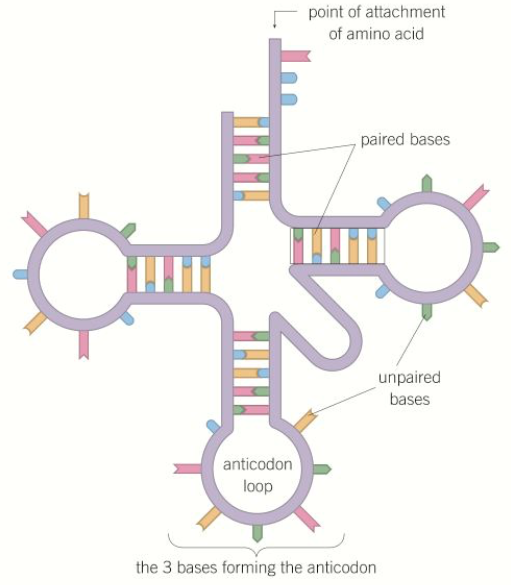 point of attachment
of amino acid
paired bases
unpaired
bases
anticodon
loop
the 3 bases forming the anticodon